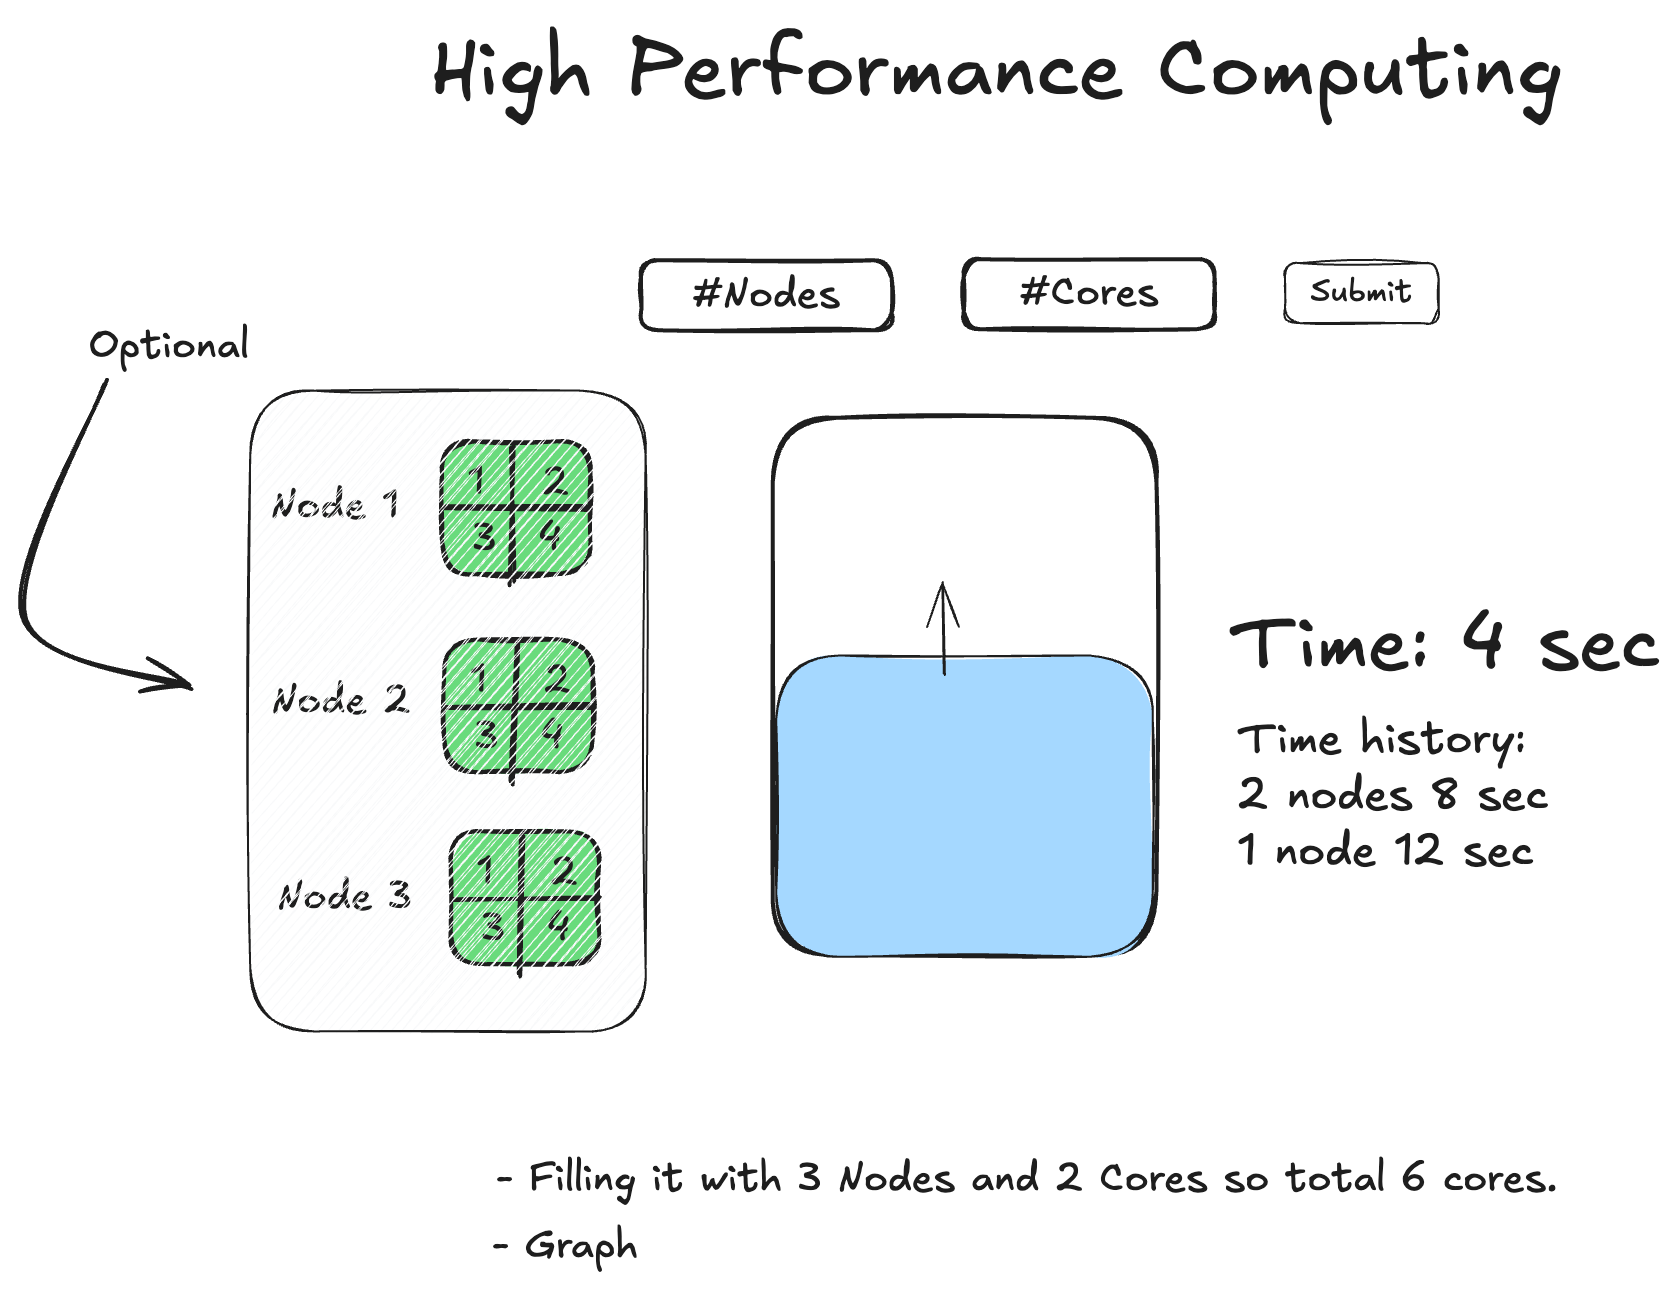 High Performance Computing
#Nodes
#Cores
Submit
Optional
Node 1
1 2
3 4
Node 2
1 2
3 4
Node 3
1 2
3 4
Time: 4 sec
Time history:
2 nodes 8 sec
1 node 12 sec
- Filling it with 3 Nodes and 2 Cores so total 6 cores.
- Graph